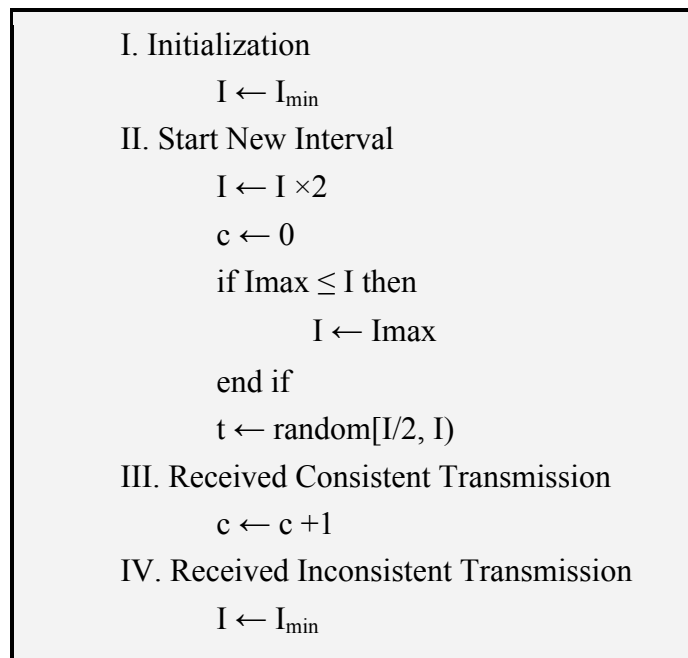 I. Initialization
I ← Iₘᵢₙ
II. Start New Interval
I ← I ×2
c ← 0
if Imax ≤ I then
I ← Imax
end if
t ← random[I/2, I)
III. Received Consistent Transmission
c ← c +1
IV. Received Inconsistent Transmission
I ← Iₘᵢₙ